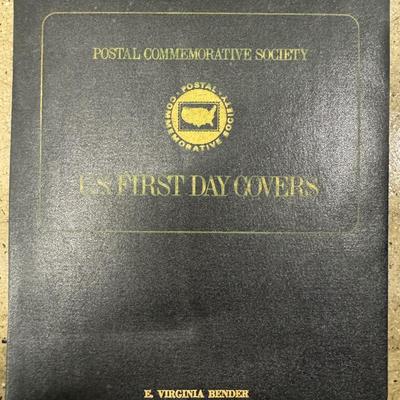 POSTAL COMMEMORATIVE SOCIETY
· POSTAL ·
COMMEMORATIVE SOCIETY
U.S. FIRST DAY COVERS
E. VIRGINIA BENDER